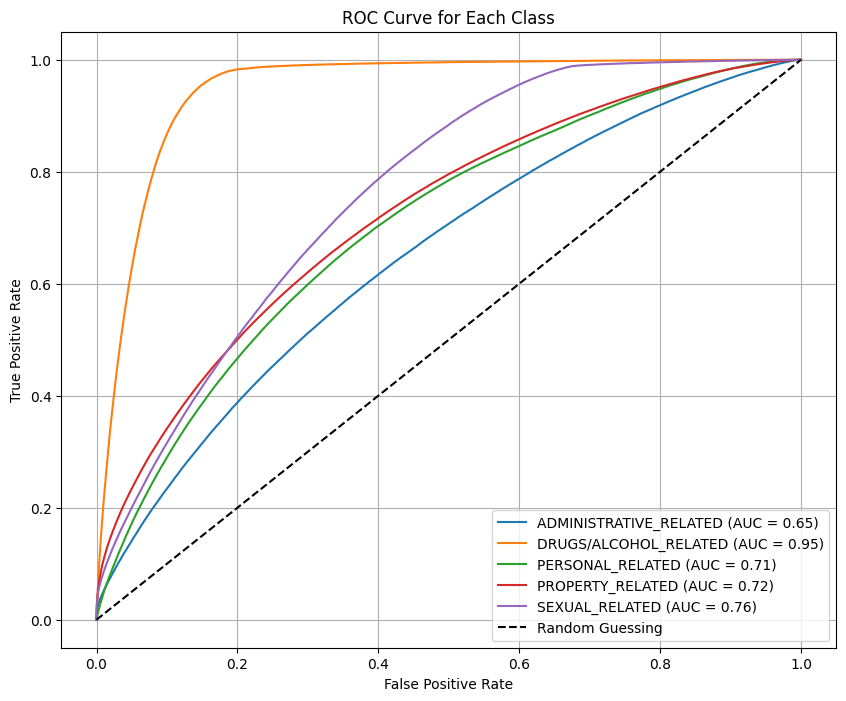 ROC Curve for Each Class
1.0
0.8
0.6
0.4
0.2
0.0
True Positive Rate
ADMINISTRATIVE_RELATED (AUC = 0.65)
DRUGS/ALCOHOL_RELATED (AUC = 0.95)
PERSONAL_RELATED (AUC = 0.71)
PROPERTY_RELATED (AUC = 0.72)
SEXUAL_RELATED (AUC = 0.76)
Random Guessing
0.0 0.2 0.4 0.6 0.8 1.0
False Positive Rate